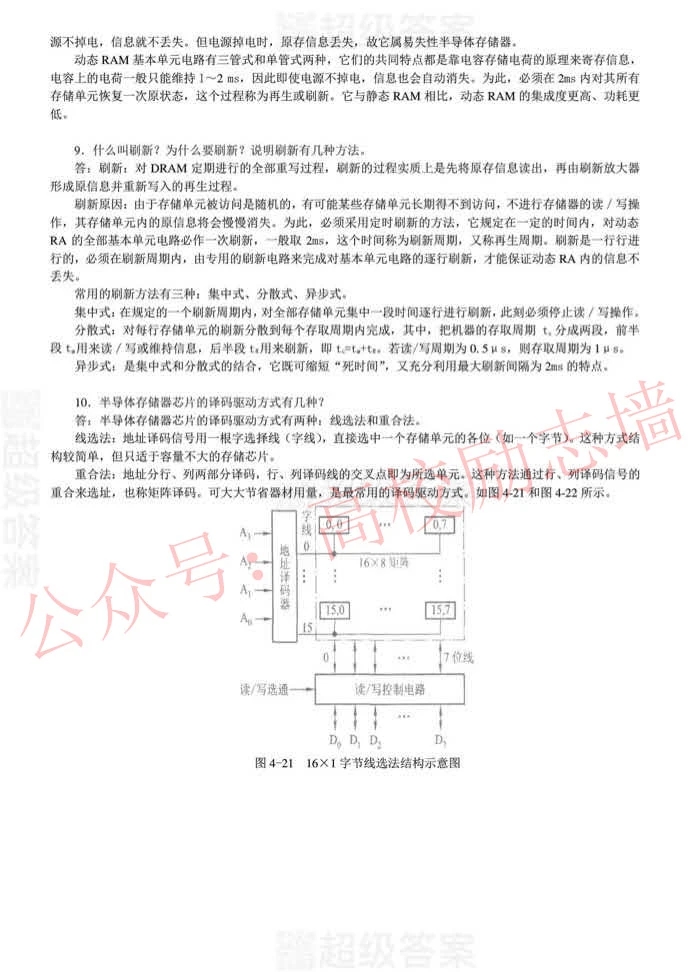 超级答案
源不掉电，信息就不丢失。但电源掉电时，原存信息丢失，故它属易失性半导体存储器。
动态 RAM 基本单元电路有三管式和单管式两种，它们的共同特点都是靠电容存储电荷的原理来寄存信息，
电容上的电荷一般只能维持 1～2 ms，因此即使电源不掉电，信息也会自动消失。为此，必须在 2ms 内对其所有
存储单元恢复一次原状态，这个过程称为再生或刷新。它与静态 RAM 相比，动态 RAM 的集成度更高、功耗更
低。
9．什么叫刷新？为什么要刷新？说明刷新有几种方法。
答：刷新：对 DRAM 定期进行的全部重写过程，刷新的过程实质上是先将原存信息读出，再由刷新放大器
形成原信息并重新写入的再生过程。
刷新原因：由于存储单元被访问是随机的，有可能某些存储单元长期得不到访问，不进行存储器的读／写操
作，其存储单元内的原信息将会慢慢消失。为此，必须采用定时刷新的方法，它规定在一定的时间内，对动态
RA 的全部基本单元电路必作一次刷新，一般取 2ms，这个时间称为刷新周期，又称再生周期。刷新是一行行进
行的，必须在刷新周期内，由专用的刷新电路来完成对基本单元电路的逐行刷新，才能保证动态 RA 内的信息不
丢失。
常用的刷新方法有三种：集中式、分散式、异步式。
集中式：在规定的一个刷新周期内，对全部存储单元集中一段时间逐行进行刷新，此刻必须停止读／写操作。
分散式：对每行存储单元的刷新分散到每个存取周期内完成，其中，把机器的存取周期 tc 分成两段，前半
段 tM用来读／写或维持信息，后半段 tR用来刷新，即 tC=tM+tR。若读/写周期为 0.5μs，则存取周期为 1μs。
异步式：是集中式和分散式的结合，它既可缩短“死时间”，又充分利用最大刷新间隔为 2ms 的特点。
10．半导体存储器芯片的译码驱动方式有几种？
答：半导体存储器芯片的译码驱动方式有两种：线选法和重合法。
线选法：地址译码信号用一根字选择线（字线），直接选中一个存储单元的各位（如一个字节）。这种方式结
构较简单，但只适于容量不大的存储芯片。
重合法：地址分行、列两部分译码，行、列译码线的交叉点即为所选单元。这种方法通过行、列译码信号的
重合来选址，也称矩阵译码。可大大节省器材用量，是最常用的译码驱动方式。如图 4-21 和图 4-22 所示。
字线
A3
0,0 … 0,7
0
A2
地址译码器
16×8矩阵
A1
A0
15,0 … 15,7
15
0 … 7 位线
读/写选通
读/写控制电路
…
D0 D1 D2 D7
图 4-21 16×1 字节线选法结构示意图
公众号：高校励志墙
超级答案
超级答案